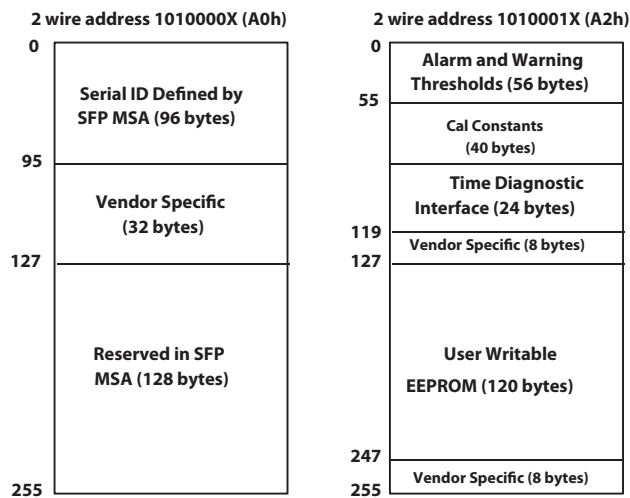 2 wire address 1010000X (A0h)
0
Serial ID Defined by
SFP MSA (96 bytes)
95
Vendor Specific
(32 bytes)
127
Reserved in SFP
MSA (128 bytes)
255
2 wire address 1010001X (A2h)
0
Alarm and Warning
Thresholds (56 bytes)
55
Cal Constants
(40 bytes)
Time Diagnostic
Interface (24 bytes)
119
Vendor Specific (8 bytes)
127
User Writable
EEPROM (120 bytes)
247
Vendor Specific (8 bytes)
255